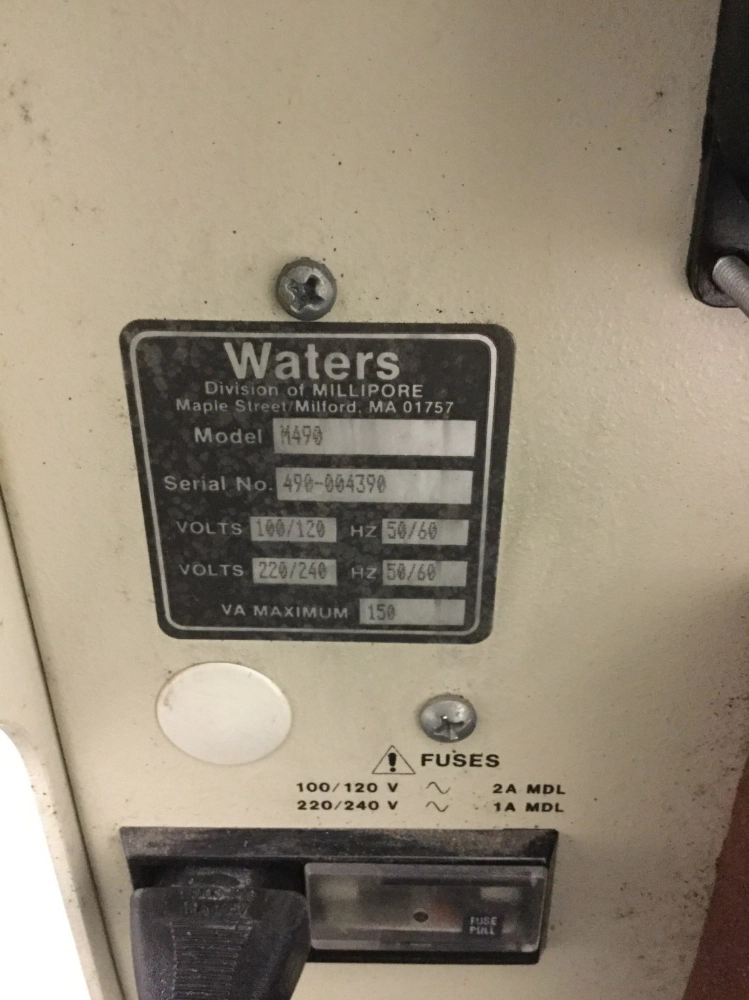 Waters
Division of MILLIPORE
Maple Street/Milford, MA 01757
Model M490
Serial No. 490-004390
VOLTS 100/120 HZ 50/60
VOLTS 220/240 HZ 50/60
VA MAXIMUM 150
! FUSES
100/120 V ~ 2A MDL
220/240 V ~ 1A MDL
FUSE
PULL